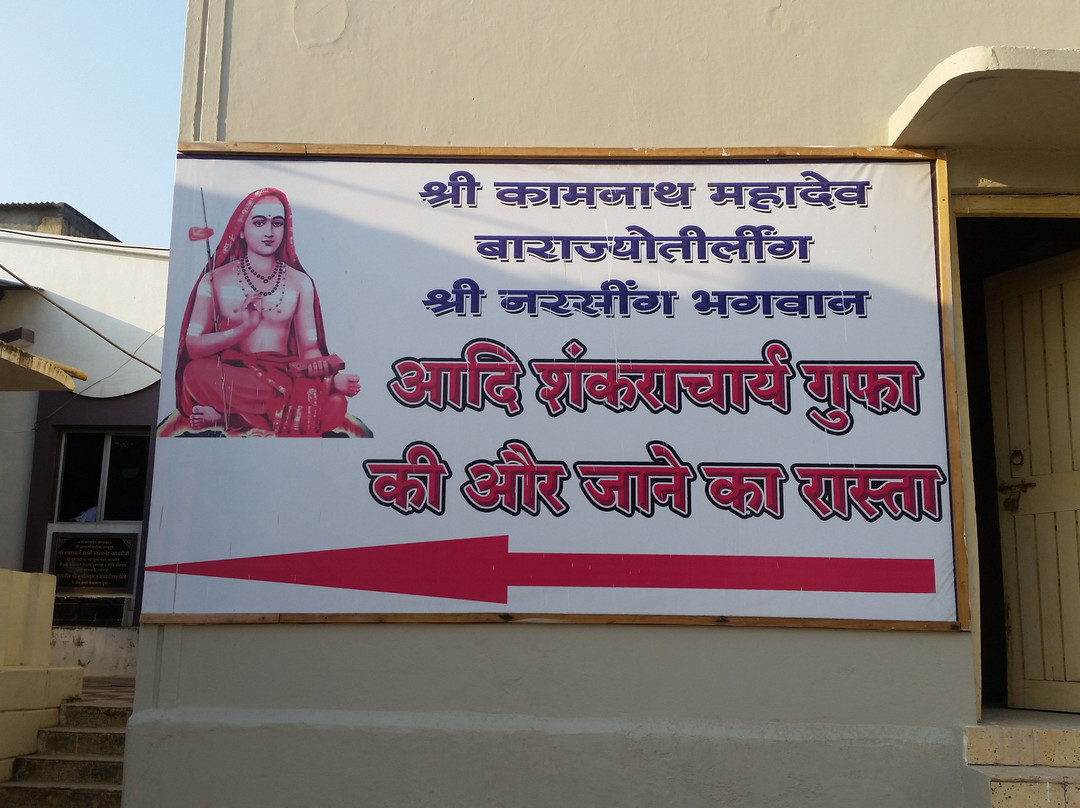 श्री कामनाथ महादेव
बाराज्योतीर्लींग
श्री नरसींग भगवान
आदि शंकराचार्य गुफा
की और जाने का रास्ता